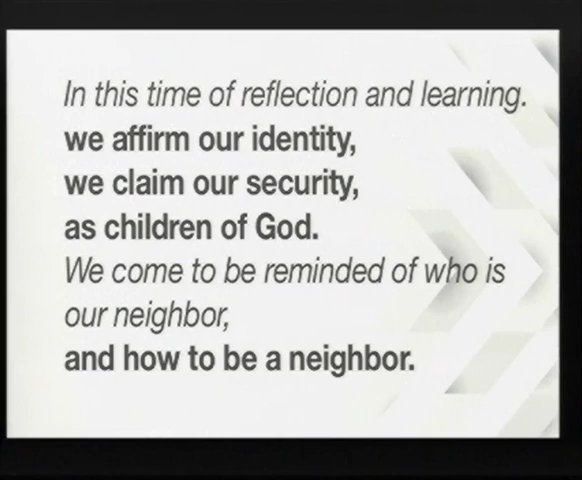 In this time of reflection and learning.
we affirm our identity,
we claim our security,
as children of God.
We come to be reminded of who is
our neighbor,
and how to be a neighbor.